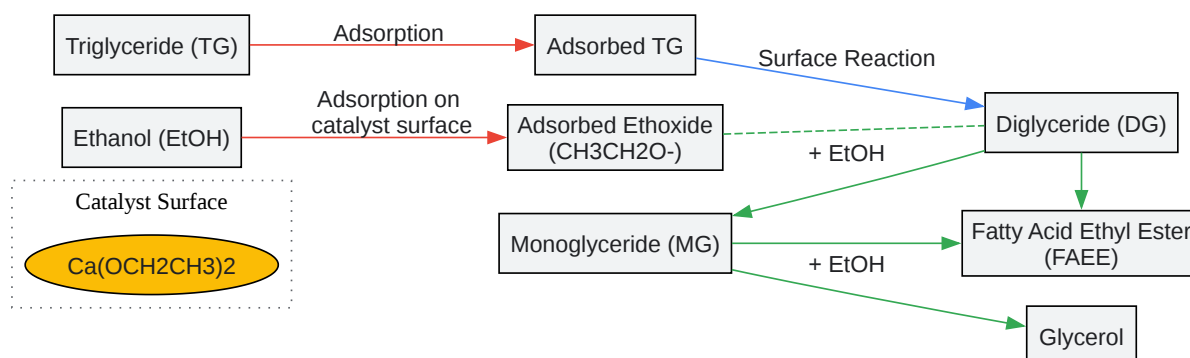 Triglyceride (TG)
Adsorption
Adsorbed TG
Surface Reaction
Ethanol (EtOH)
Adsorption on
catalyst surface
Adsorbed Ethoxide
(CH3CH2O-)
Diglyceride (DG)
+ EtOH
Catalyst Surface
Ca(OCH2CH3)2
Monoglyceride (MG)
Fatty Acid Ethyl Ester
(FAEE)
+ EtOH
Glycerol